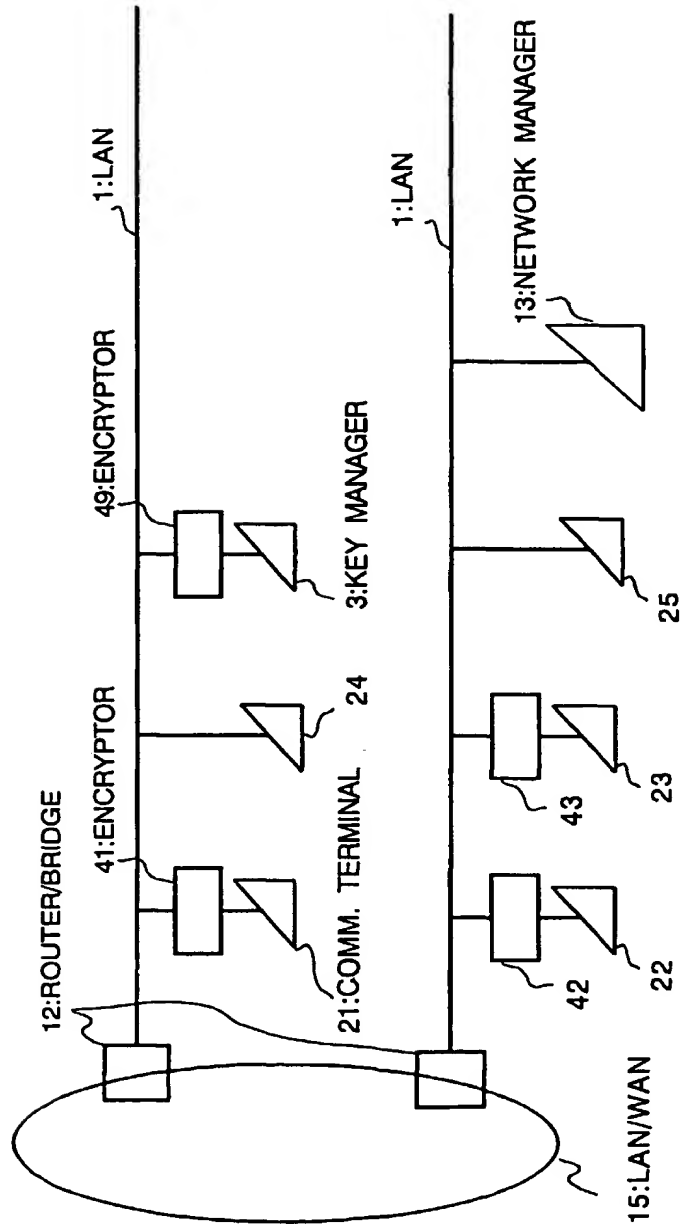 12:ROUTER/BRIDGE
41:ENCRYPTOR
49:ENCRYPTOR
1:LAN
21:COMM. TERMINAL
24
3:KEY MANAGER
1:LAN
42
43
13:NETWORK MANAGER
22
23
25
15:LAN/WAN